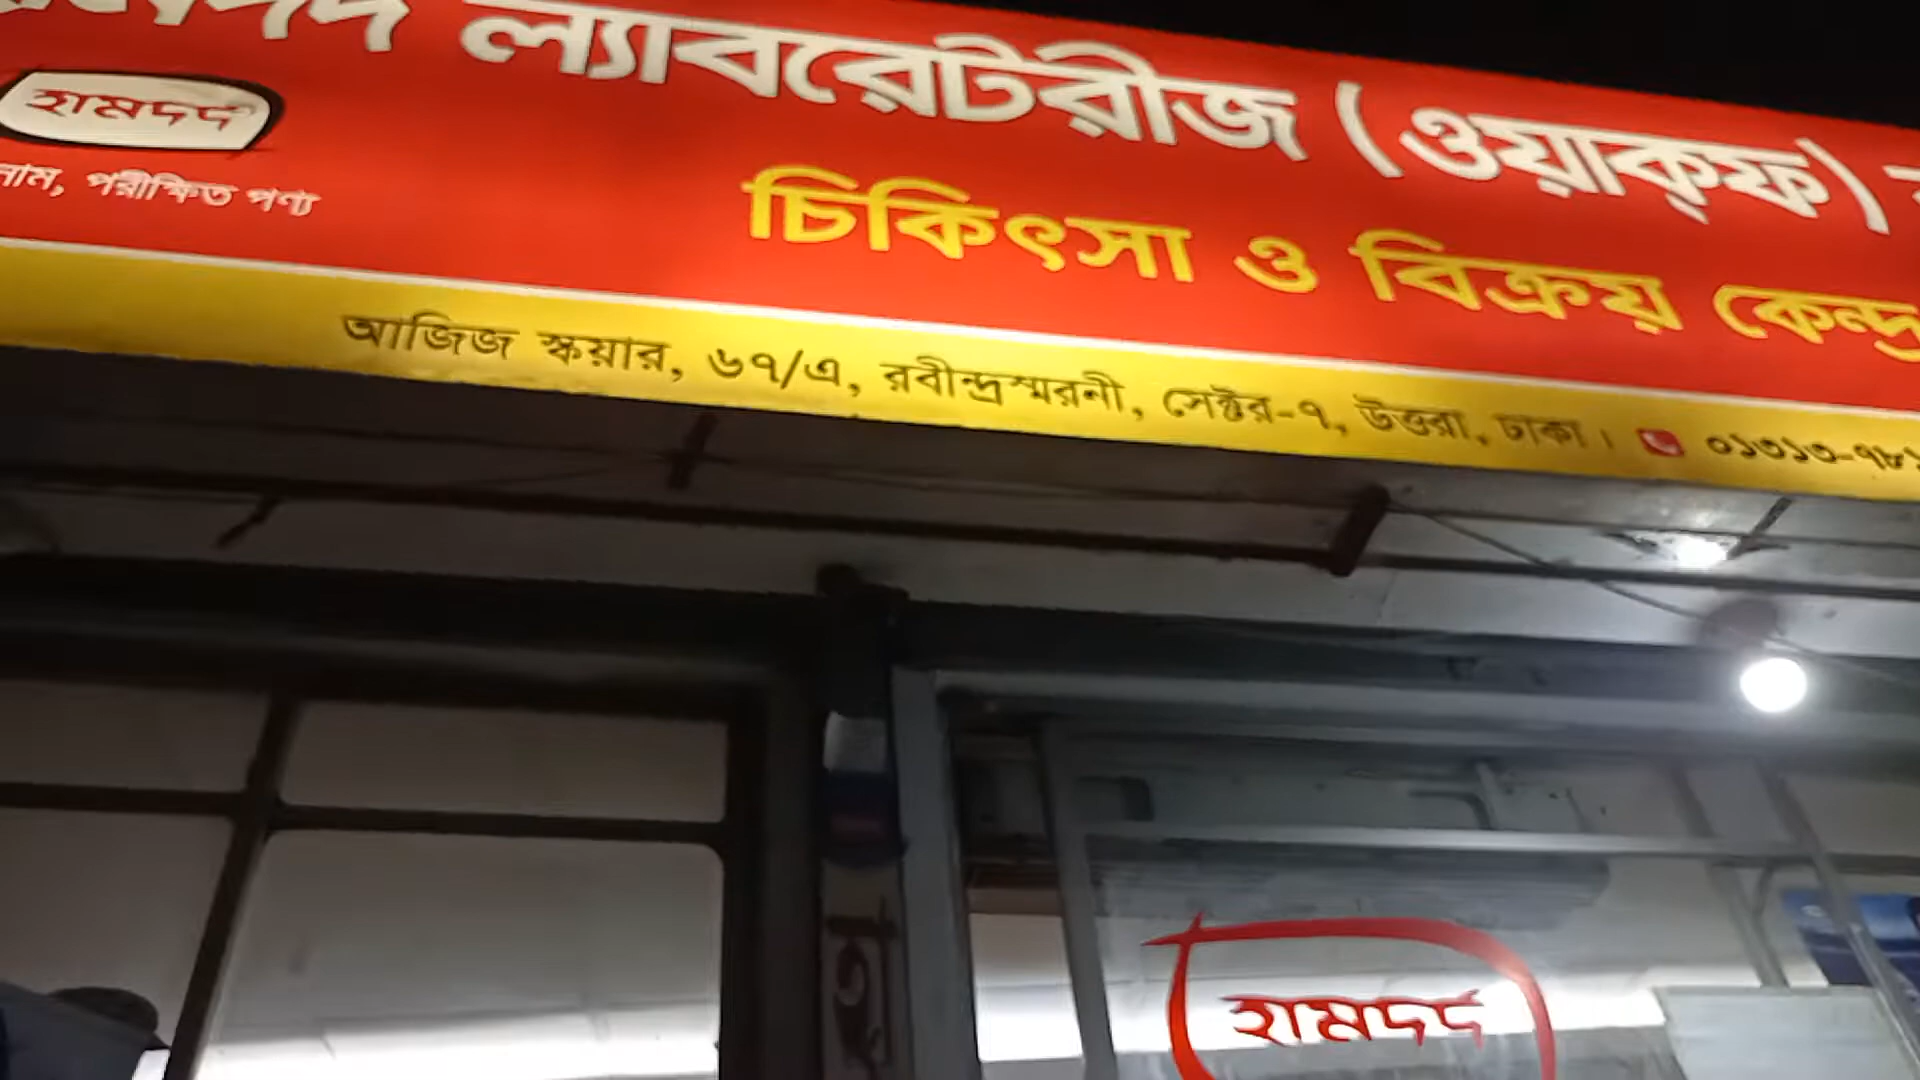 হামদর্দ ল্যাবরেটরীজ (ওয়াক্‌ফ)
হামদর্দ
পরীক্ষিত পণ্য
চিকিৎসা ও বিক্রয় কেন্দ্র
আজিজ স্কয়ার, ৬৭/এ, রবীন্দ্রস্মরনী, সেক্টর-৭, উত্তরা, ঢাকা।
হামদর্দ